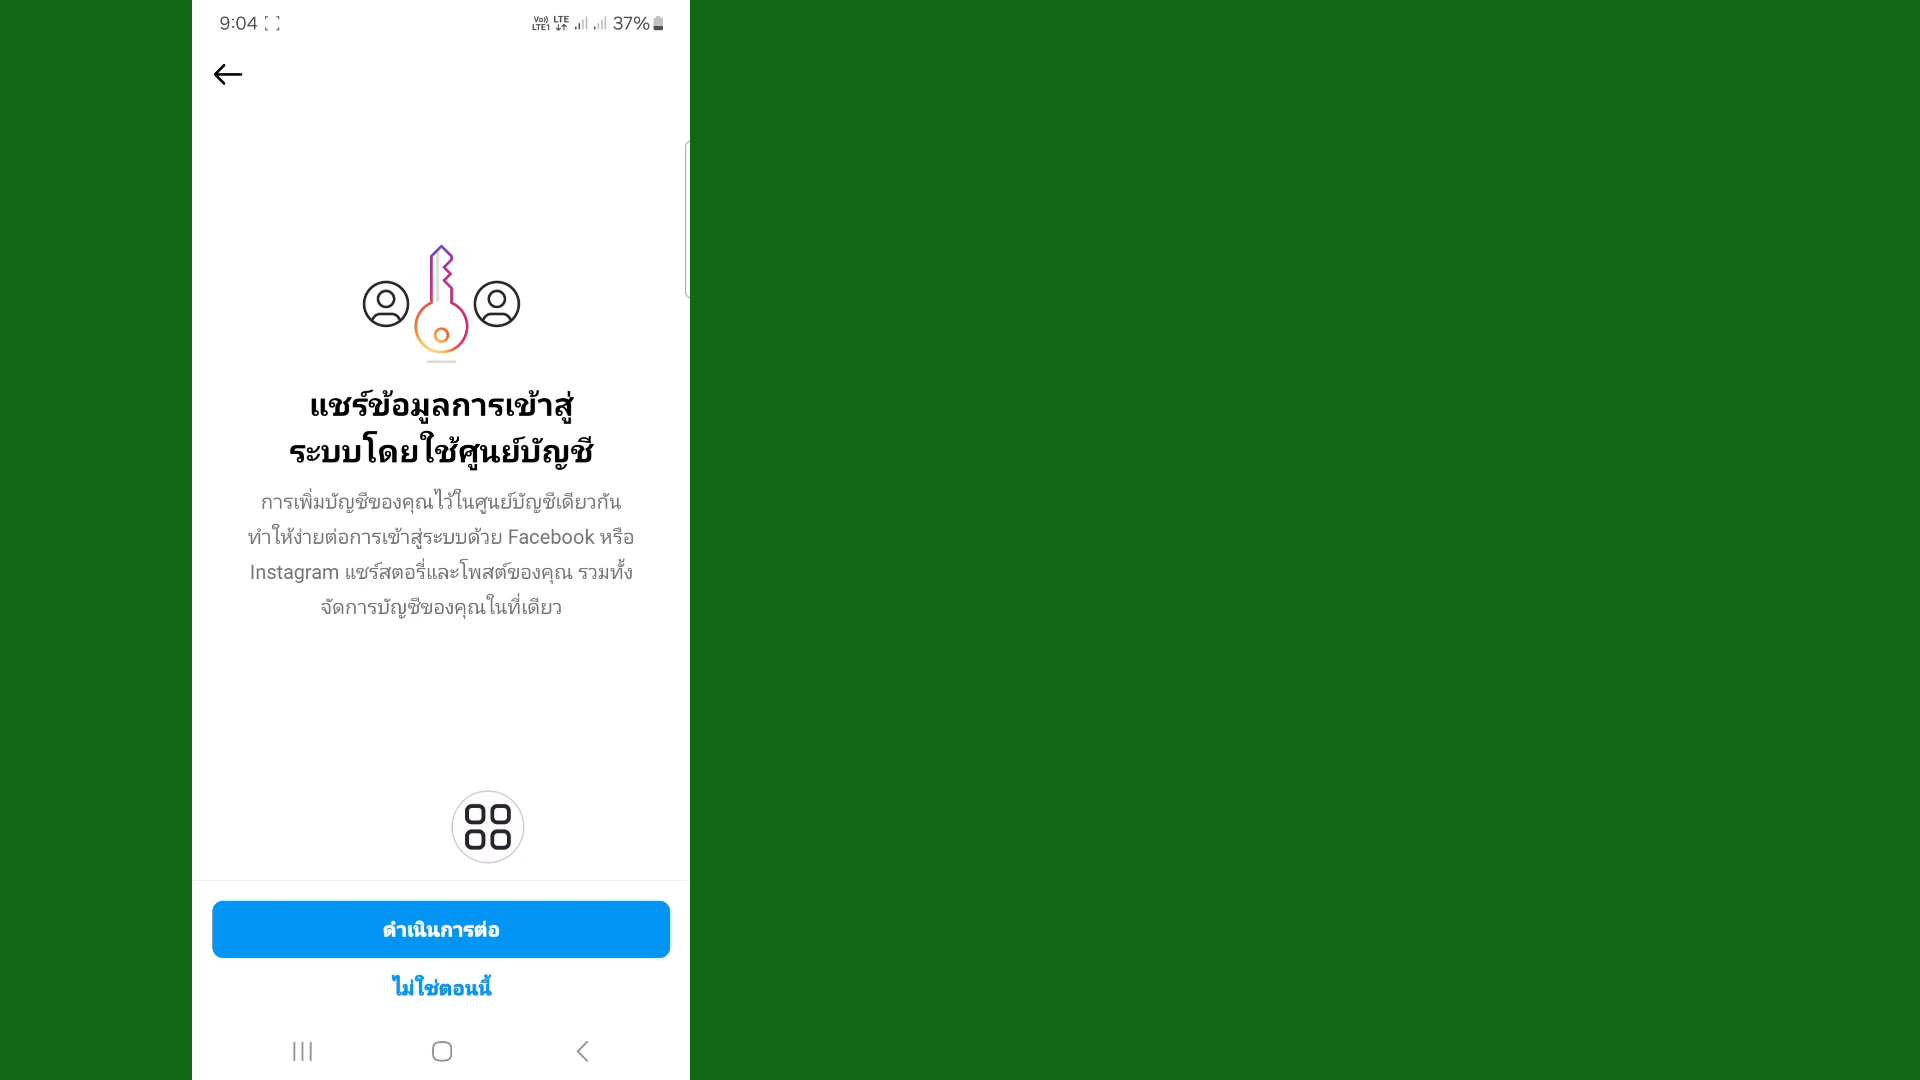 9:04
Vo)) LTE
LTE1
37%
แชร์ข้อมูลการเข้าสู่
ระบบโดยใช้ศูนย์บัญชี
การเพิ่มบัญชีของคุณไว้ในศูนย์บัญชีเดียวกัน
ทำให้ง่ายต่อการเข้าสู่ระบบด้วย Facebook หรือ
Instagram แชร์สตอรี่และโพสต์ของคุณ รวมทั้ง
จัดการบัญชีของคุณในที่เดียว
ดำเนินการต่อ
ไม่ใช่ตอนนี้